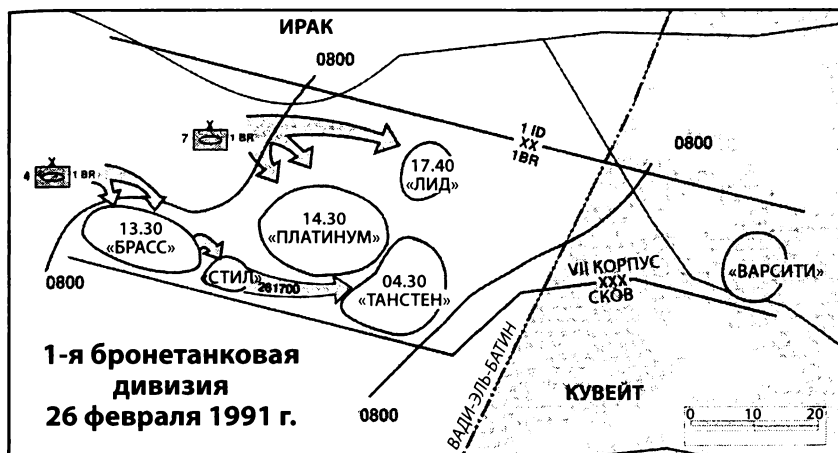 ИРАК
0800
X
7
1 BR
1 ID
XX
1BR
0800
X
4
1 BR
17.40
«ЛИД»
13.30
«БРАСС»
14.30
«ПЛАТИНУМ»
СТИЛ»
261700
04.30
«ТАНСТЕН»
VII КОРПУС
XXX
СКОВ
«ВАРСИТИ»
0800
1-я бронетанковая
дивизия
26 февраля 1991 г.
0800
ВАДИ-ЭЛЬ-БАТИН
КУВЕЙТ
0 10 20